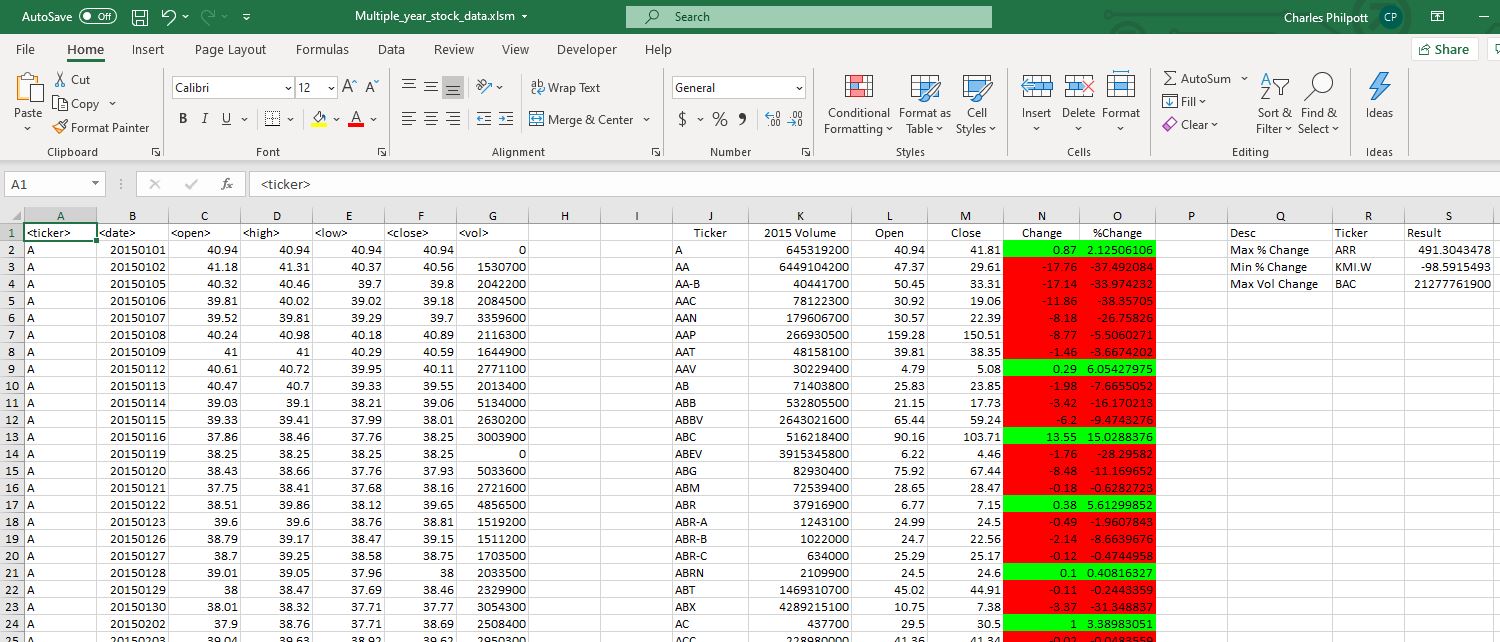 AutoSave Off Multiple_year_stock_data.xlsm Search Charles Philpott CP
File Home Insert Page Layout Formulas Data Review View Developer Help Share
Paste Cut Copy Format Painter Clipboard
Calibri 12 B I U A Font
Wrap Text Merge & Center Alignment
General $ % Number
Conditional Formatting Format as Table Cell Styles Styles
Insert Delete Format Cells
AutoSum Fill Clear Sort & Filter Find & Select Editing
Ideas Ideas
A1 fx <ticker>
A B C D E F G H I J K L M N O P Q R S
1 <ticker> <date> <open> <high> <low> <close> <vol> Ticker 2015 Volume Open Close Change %Change Desc Ticker Result
2 A 20150101 40.94 40.94 40.94 40.94 0 A 645319200 40.94 41.81 0.87 2.12506106 Max % Change ARR 491.3043478
3 A 20150102 41.18 41.31 40.37 40.56 1530700 AA 6449104200 47.37 29.61 -17.76 -37.492084 Min % Change KMI.W -98.5915493
4 A 20150105 40.32 40.46 39.7 39.8 2042200 AA-B 40441700 50.45 33.31 -17.14 -33.974232 Max Vol Change BAC 21277761900
5 A 20150106 39.81 40.02 39.02 39.18 2084500 AAC 78122300 30.92 19.06 -11.86 -38.35705
6 A 20150107 39.52 39.81 39.29 39.7 3359600 AAN 179606700 30.57 22.39 -8.18 -26.75826
7 A 20150108 40.24 40.98 40.18 40.89 2116300 AAP 266930500 159.28 150.51 -8.77 -5.5060271
8 A 20150109 41 41 40.29 40.59 1644900 AAT 48158100 39.81 38.35 -1.46 -3.6674202
9 A 20150112 40.61 40.72 39.95 40.11 2771100 AAV 30229400 4.79 5.08 0.29 6.05427975
10 A 20150113 40.47 40.7 39.33 39.55 2013400 AB 71403800 25.83 23.85 -1.98 -7.6655052
11 A 20150114 39.03 39.1 38.21 39.06 5134000 ABB 532805500 21.15 17.73 -3.42 -16.170213
12 A 20150115 39.33 39.41 37.99 38.01 2630200 ABBV 2643021600 65.44 59.24 -6.2 -9.4743276
13 A 20150116 37.86 38.46 37.76 38.25 3003900 ABC 516218400 90.16 103.71 13.55 15.0288376
14 A 20150119 38.25 38.25 38.25 38.25 0 ABEV 3915345800 6.22 4.46 -1.76 -28.29582
15 A 20150120 38.43 38.66 37.76 37.93 5033600 ABG 82930400 75.92 67.44 -8.48 -11.169652
16 A 20150121 37.75 38.41 37.68 38.16 2721600 ABM 72539400 28.65 28.47 -0.18 -0.6282723
17 A 20150122 38.51 39.86 38.12 39.65 4856500 ABR 37916900 6.77 7.15 0.38 5.61299852
18 A 20150123 39.6 39.6 38.76 38.81 1519200 ABR-A 1243100 24.99 24.5 -0.49 -1.9607843
19 A 20150126 38.79 39.17 38.47 39.15 1511200 ABR-B 1022000 24.7 22.56 -2.14 -8.6639676
20 A 20150127 38.7 39.25 38.58 38.75 1703500 ABR-C 634000 25.29 25.17 -0.12 -0.4744958
21 A 20150128 39.01 39.05 37.96 38 2033500 ABRN 2109900 24.5 24.6 0.1 0.40816327
22 A 20150129 38 38.47 37.69 38.46 2329900 ABT 1469310700 45.02 44.91 -0.11 -0.2443359
23 A 20150130 38.01 38.32 37.71 37.77 3054300 ABX 4289215100 10.75 7.38 -3.37 -31.348837
24 A 20150202 37.9 38.76 37.71 38.69 2508400 AC 437700 29.5 30.5 1 3.38983051
25 A 20150203 39.04 39.63 38.92 39.62 2950300 ACC 228980000 41.36 41.34 -0.02 -0.0483559